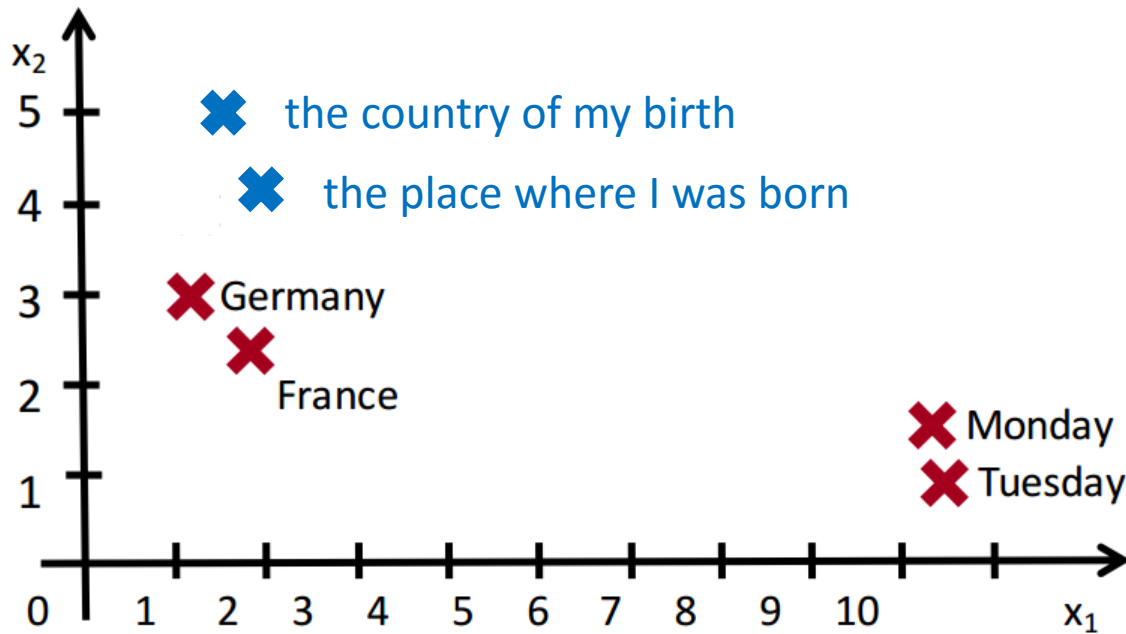 x₂
5 the country of my birth
4 the place where I was born
3 Germany
2 France
Monday
1 Tuesday
0 1 2 3 4 5 6 7 8 9 10 x₁